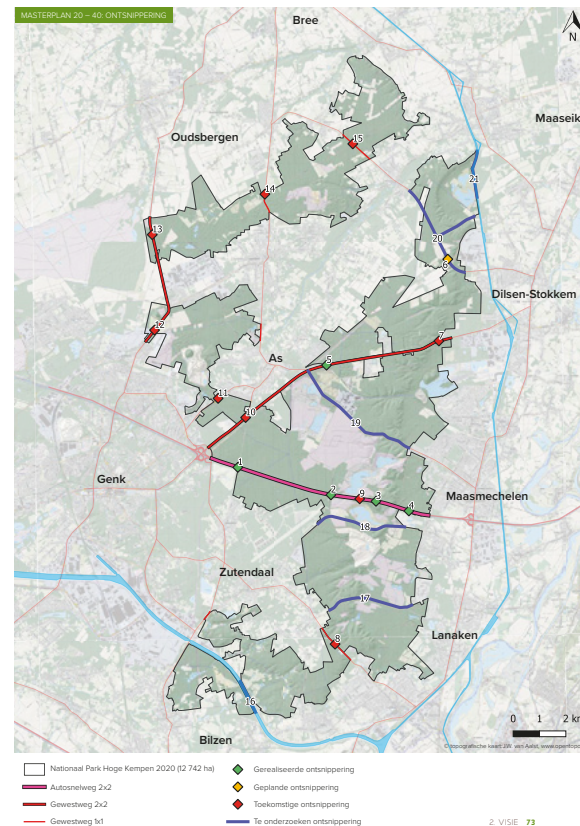 MASTERPLAN 20 – 40: ONTSNIPPERING
Bree
N
Maaseik
Oudsbergen
15
21
14
20
13
6
Dilsen-Stokkem
12
7
As
5
11
10
19
Genk
1
2
9
3
4
Maasmechelen
18
Zutendaal
17
8
Lanaken
16
0 1 2 km
Bilzen
© topografische kaart J.W. van Aalst, www.opentopo
Nationaal Park Hoge Kempen 2020 (12 742 ha)
Autosnelweg 2x2
Gewestweg 2x2
Gewestweg 1x1
Gerealiseerde ontsnippering
Geplande ontsnippering
Toekomstige ontsnippering
Te onderzoeken ontsnippering
2. VISIE 73